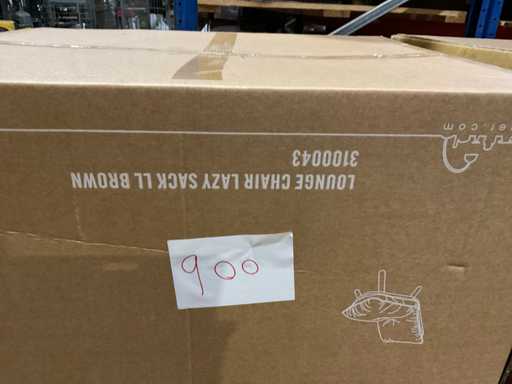 LOUNGE CHAIR LAZY SACK LL BROWN
3100043
900